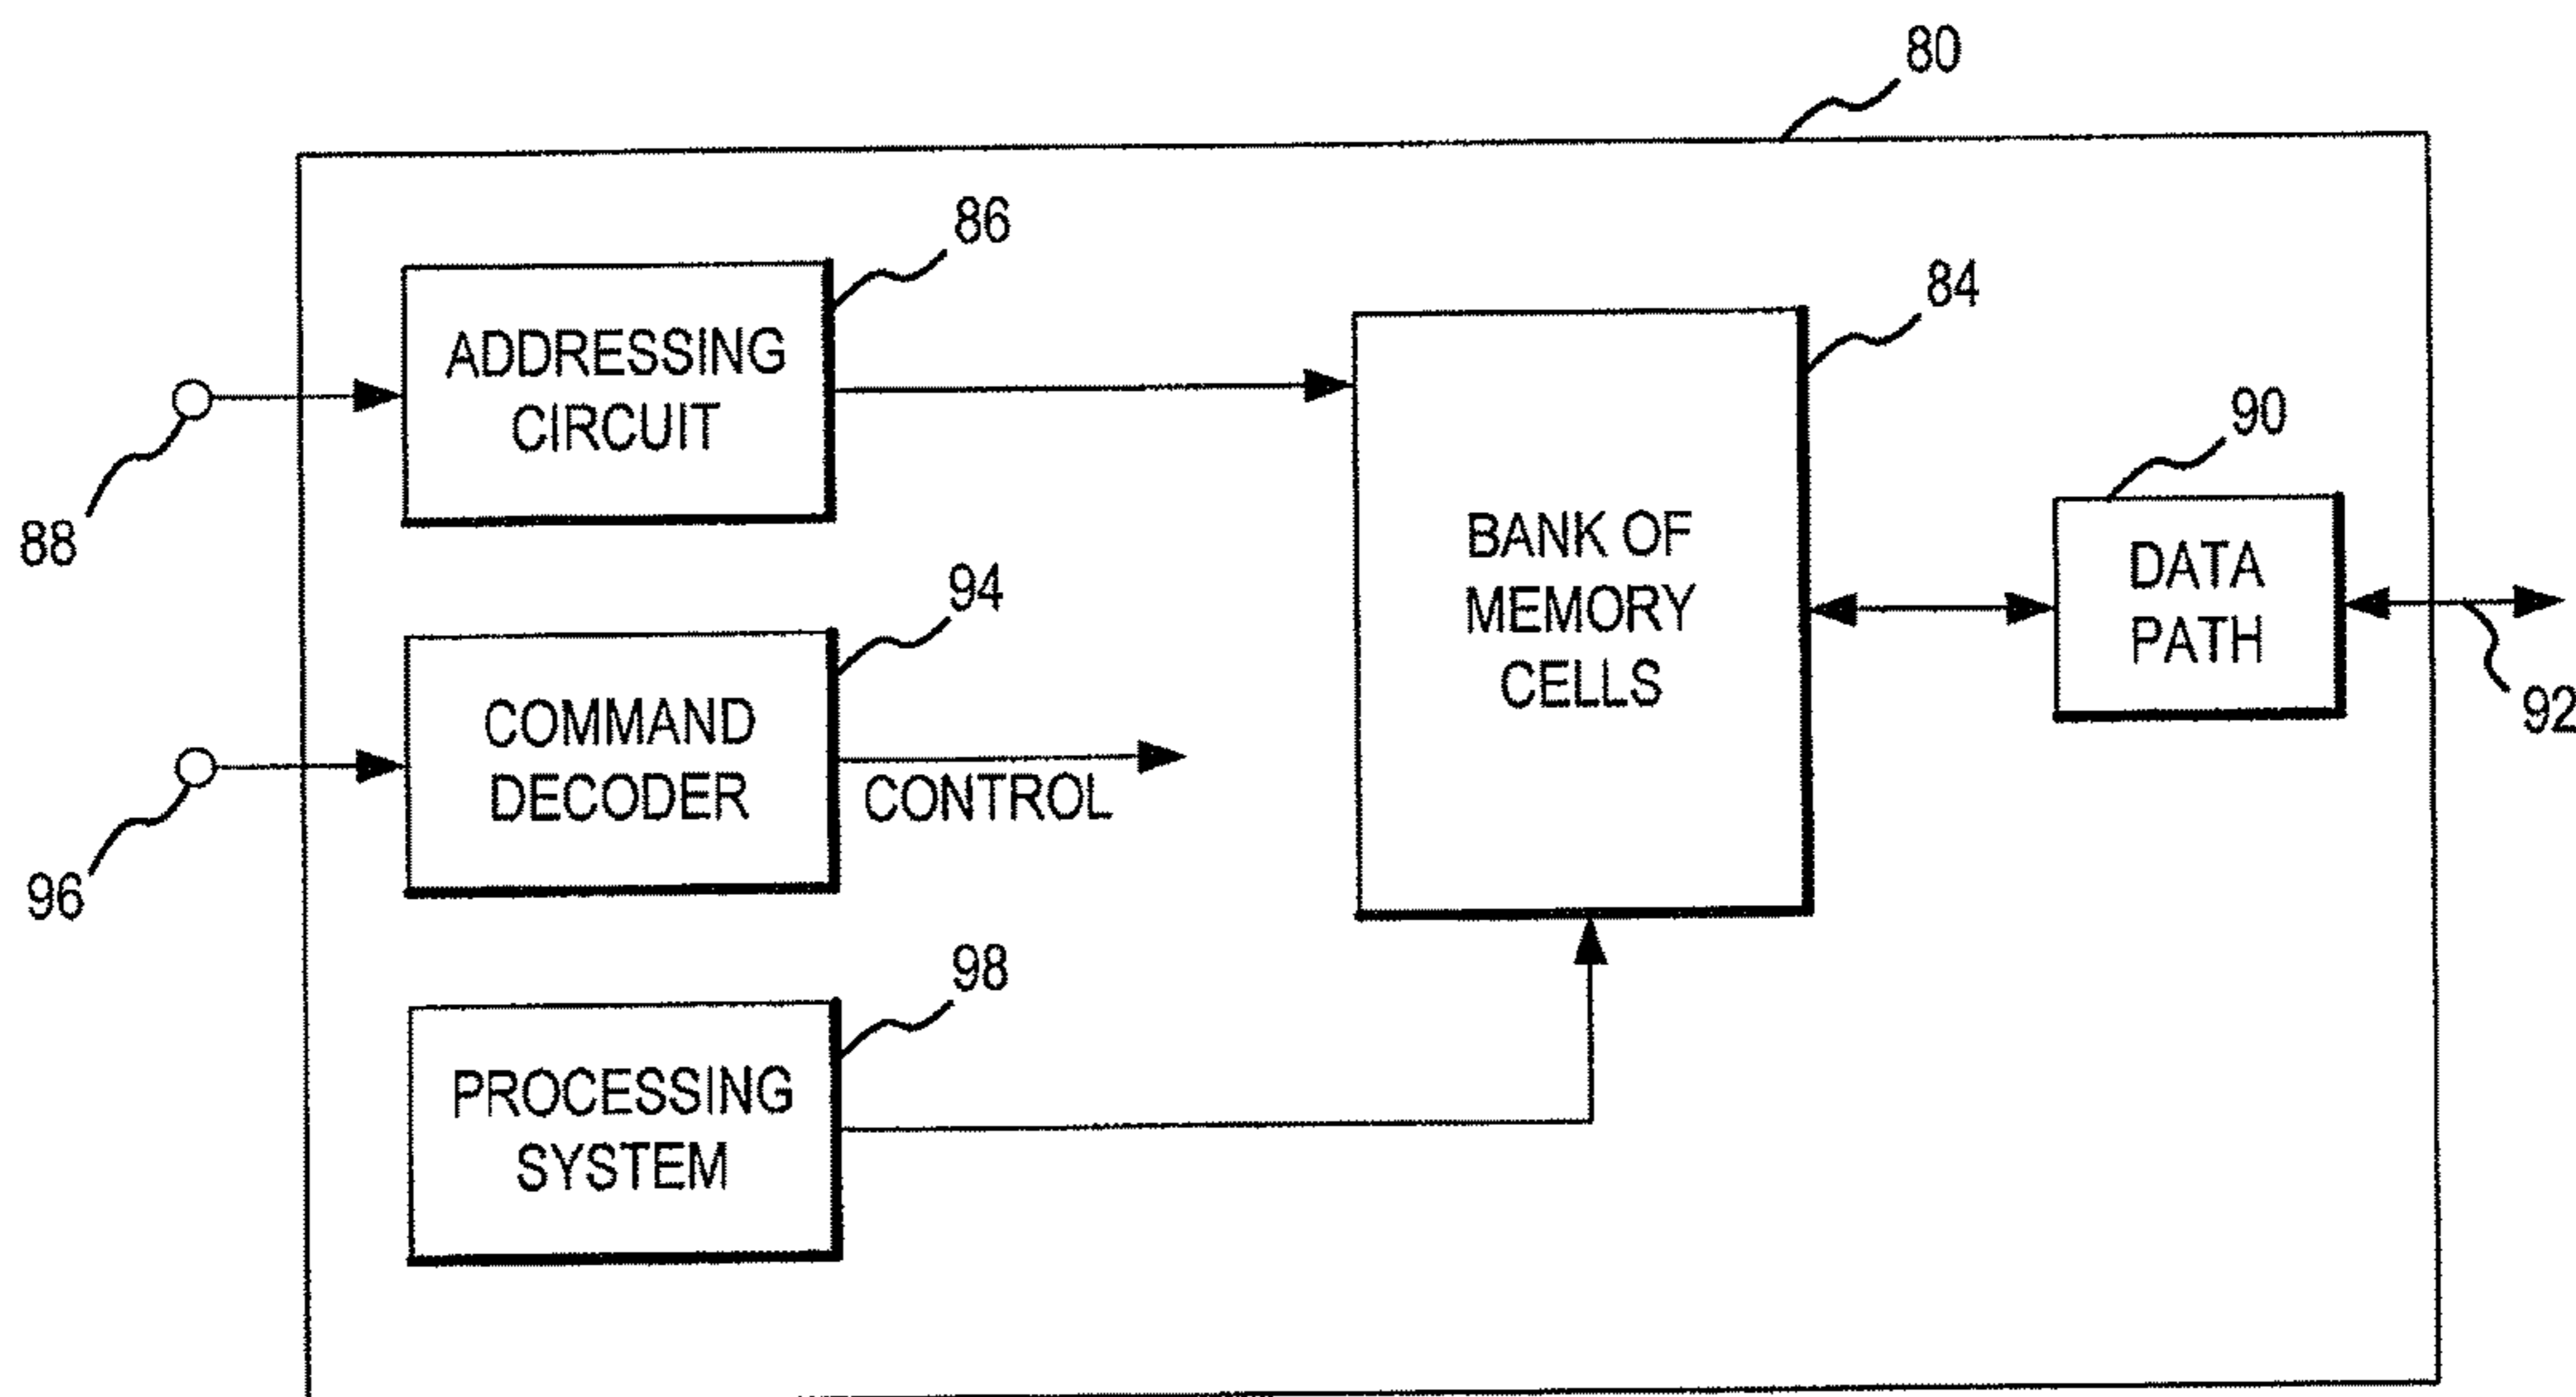 80
86
ADDRESSING
CIRCUIT
88
84
BANK OF
MEMORY
CELLS
90
DATA
PATH
92
94
COMMAND
DECODER
CONTROL
96
98
PROCESSING
SYSTEM